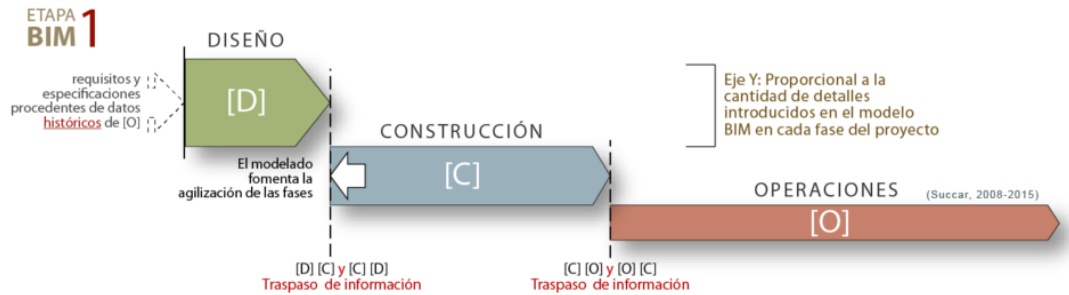 ETAPA
BIM 1
DISEÑO
requisitos y
especificaciones
procedentes de datos
históricos de [O]
[D]
Eje Y: Proporcional a la
cantidad de detalles
introducidos en el modelo
BIM en cada fase del proyecto
CONSTRUCCIÓN
El modelado
fomenta la
agilización de las fases
[C]
OPERACIONES
(Succar, 2008-2015)
[O]
[D] [C] y [C] [D]
Traspaso de información
[C] [O] y [O] [C]
Traspaso de información